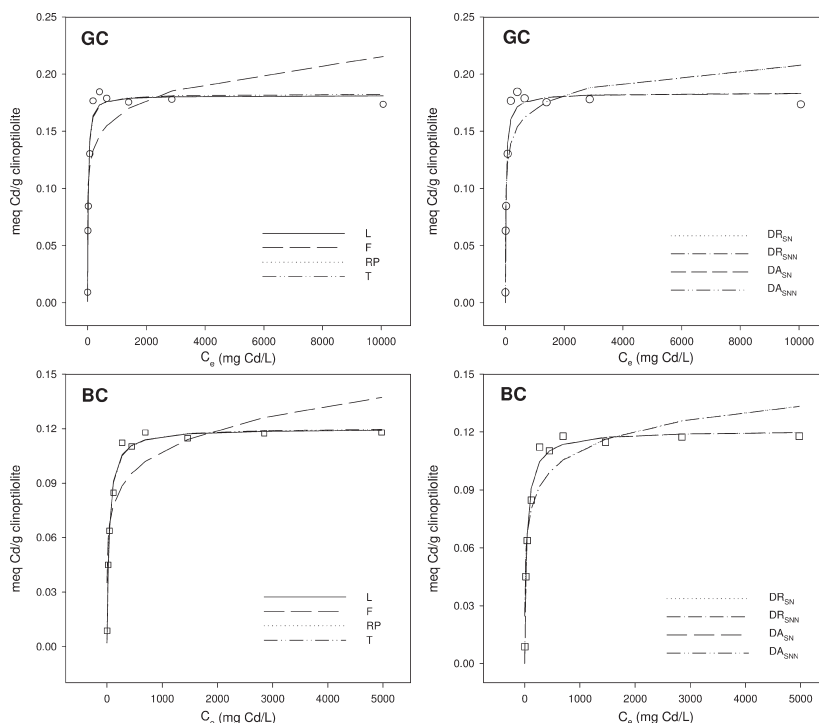 GC
meq Cd/g clinoptilolite
0.25
0.20
0.15
0.10
0.05
0.00
L
F
RP
T
0 2000 4000 6000 8000 10000
Ce (mg Cd/L)
GC
meq Cd/g clinoptilolite
0.25
0.20
0.15
0.10
0.05
0.00
DRSN
DRSNN
DASN
DASNN
0 2000 4000 6000 8000 10000
Ce (mg Cd/L)
BC
meq Cd/g clinoptilolite
0.15
0.12
0.09
0.06
0.03
0.00
L
F
RP
T
0 1000 2000 3000 4000 5000
Ce (mg Cd/L)
BC
meq Cd/g clinoptilolite
0.15
0.12
0.09
0.06
0.03
0.00
DRSN
DRSNN
DASN
DASNN
0 1000 2000 3000 4000 5000
Ce (mg Cd/L)